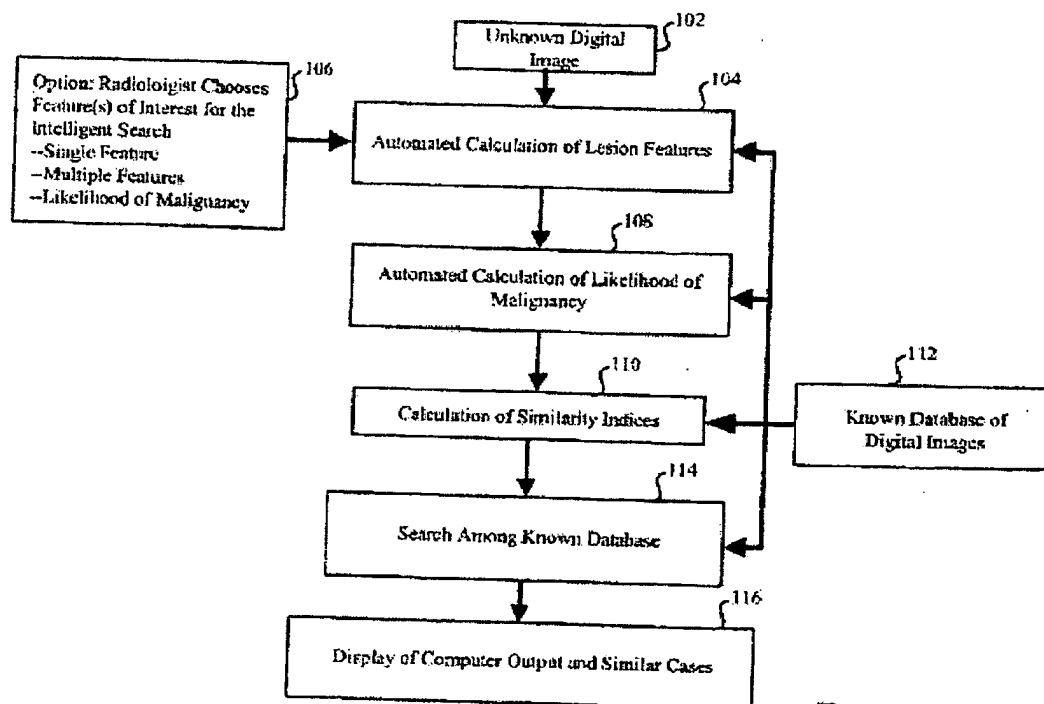 102
Unknown Digital
Image
106
Option: Radioloigist Chooses
Feature(s) of Interest for the
Intelligent Search
--Single Feature
--Multiple Features
--Likelihood of Malignancy
104
Automated Calculation of Lesion Features
108
Automated Calculation of Likelihood of
Malignancy
110
Calculation of Similarity Indices
112
Known Database of
Digital Images
114
Search Among Known Database
116
Display of Computer Output and Similar Cases